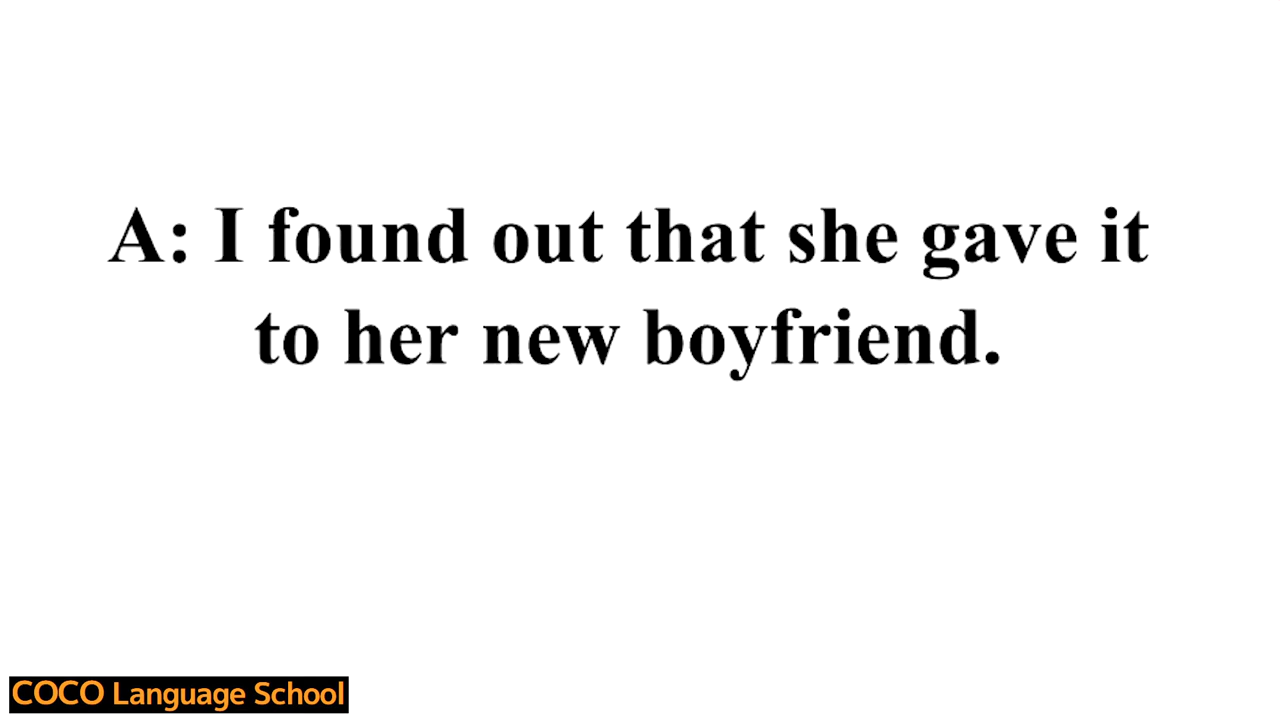 A: I found out that she gave it
to her new boyfriend.
COCO Language School